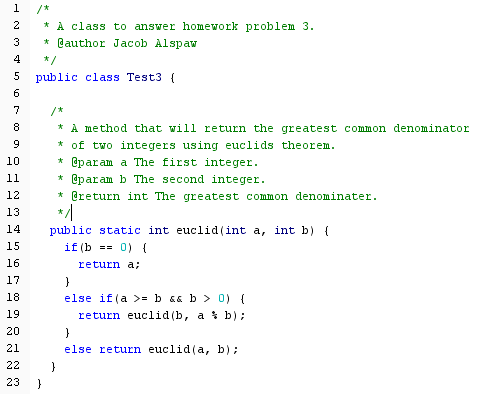 1 /*
2  * A class to answer homework problem 3.
3  * @author Jacob Alspaw
4  */
5 public class Test3 {
6
7   /*
8    * A method that will return the greatest common denominator
9    * of two integers using euclids theorem.
10    * @param a The first integer.
11    * @param b The second integer.
12    * @return int The greatest common denominater.
13    */
14   public static int euclid(int a, int b) {
15     if(b == 0) {
16       return a;
17     }
18     else if(a >= b && b > 0) {
19       return euclid(b, a % b);
20     }
21     else return euclid(a, b);
22   }
23 }